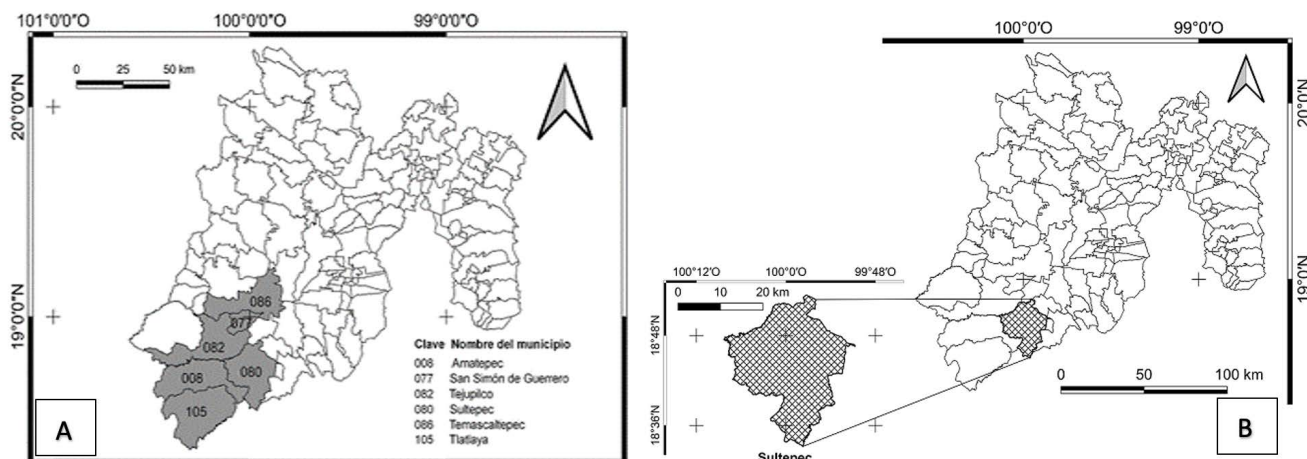 101°0'0"O 100°0'0"O 99°0'0"O
0 25 50 km
20°0'0"N
19°0'0"N
086
077
082
008
080
105
Clave Nombre del municipio
008 Amatepec
077 San Simón de Guerrero
082 Tejupilco
080 Sultepec
086 Temascaltepec
105 Tlatlaya
A
100°0'O 99°0'O
20°0'N
19°0'N
100°12'O 100°0'O 99°48'O
0 10 20 km
18°48'N
18°36'N
Sultepec
0 50 100 km
B